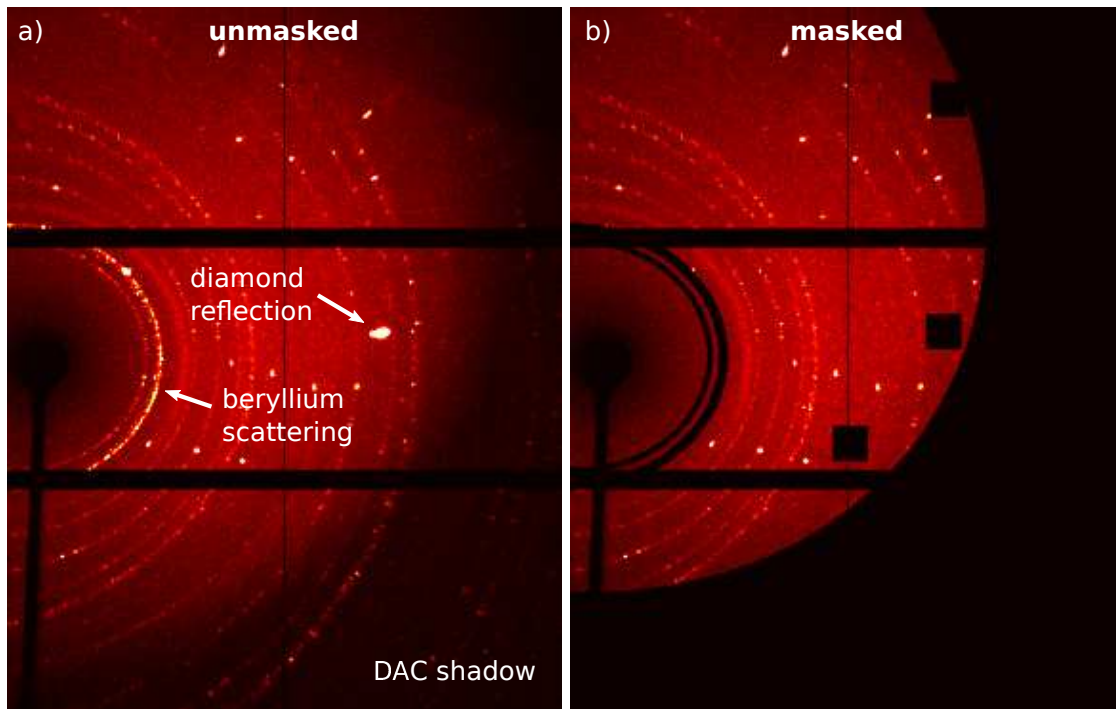 a)
unmasked
b)
masked
diamond
reflection
beryllium
scattering
DAC shadow